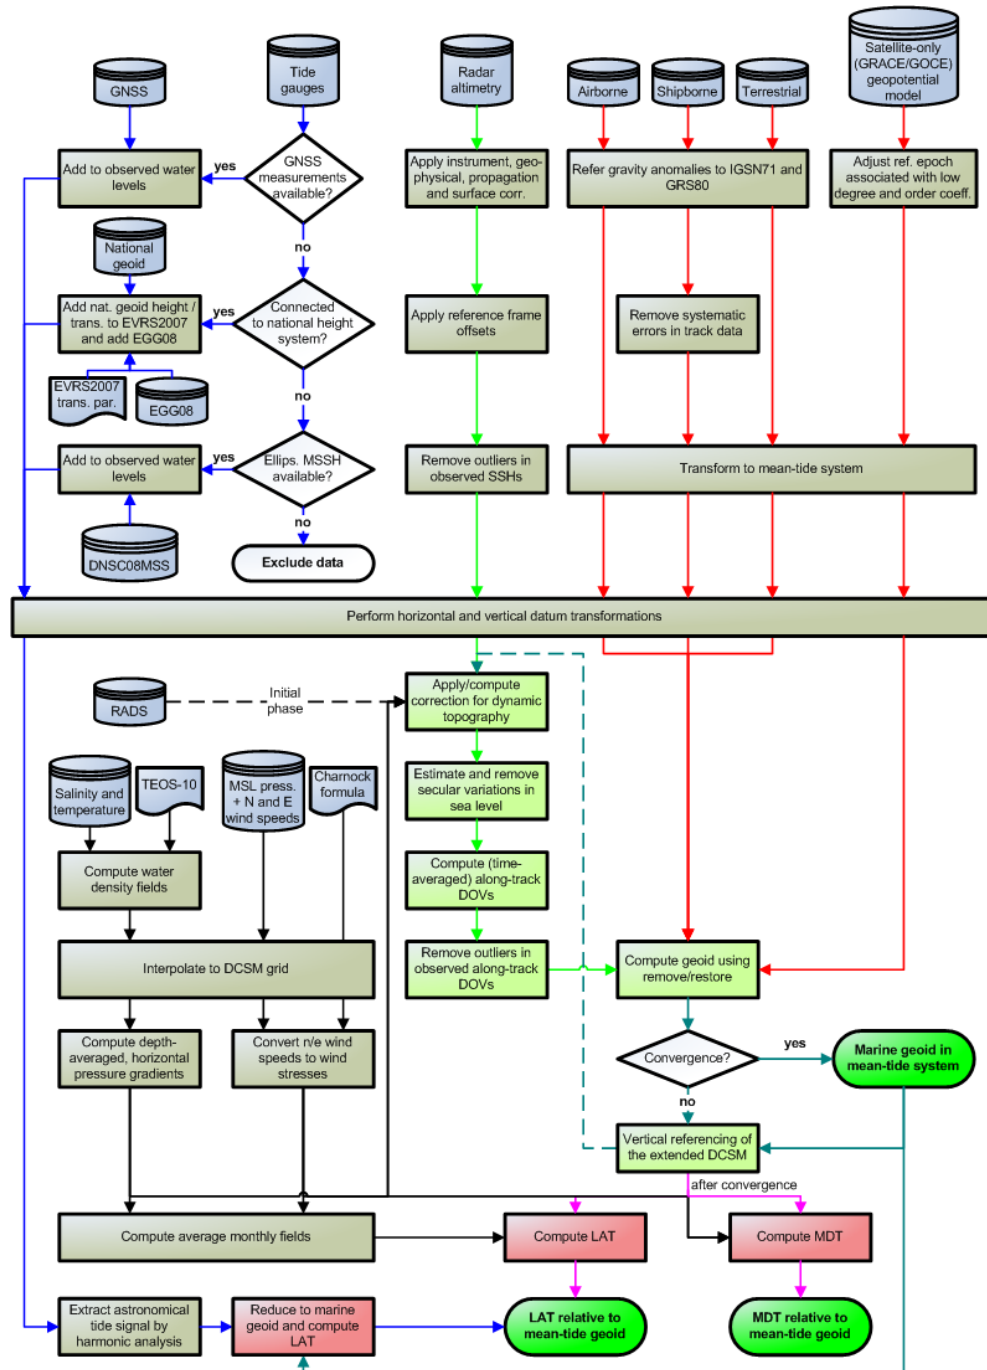 GNSS
Tide
gauges
Radar
altimetry
Airborne
Shipborne
Terrestrial
Satellite-only
(GRACE/GOCE)
geopotential
model
Add to observed water
levels
yes
GNSS
measurements
available?
Apply instrument, geo-
physical, propagation
and surface corr.
Refer gravity anomalies to IGSN71 and
GRS80
Adjust ref. epoch
associated with low
degree and order coeff.
no
National
geoid
Add nat. geoid height /
trans. to EVRS2007
and add EGG08
yes
Connected
to national height
system?
Apply reference frame
offsets
Remove systematic
errors in track data
EVRS2007
trans. par.
EGG08
no
Add to observed water
levels
yes
Ellips. MSSH
available?
Remove outliers in
observed SSHs
Transform to mean-tide system
no
DNSC08MSS
Exclude data
Perform horizontal and vertical datum transformations
RADS
Initial
phase
Apply/compute
correction for dynamic
topography
Salinity and
temperature
TEOS-10
MSL press.
+ N and E
wind speeds
Charnock
formula
Estimate and remove
secular variations in
sea level
Compute water
density fields
Compute (time-
averaged) along-track
DOVs
Interpolate to DCSM grid
Remove outliers in
observed along-track
DOVs
Compute geoid using
remove/restore
Compute depth-
averaged, horizontal
pressure gradients
Convert n/e wind
speeds to wind
stresses
Convergence?
yes
Marine geoid in
mean-tide system
no
Vertical referencing of
the extended DCSM
after convergence
Compute average monthly fields
Compute LAT
Compute MDT
Extract astronomical
tide signal by
harmonic analysis
Reduce to marine
geoid and compute
LAT
LAT relative to
mean-tide geoid
MDT relative to
mean-tide geoid